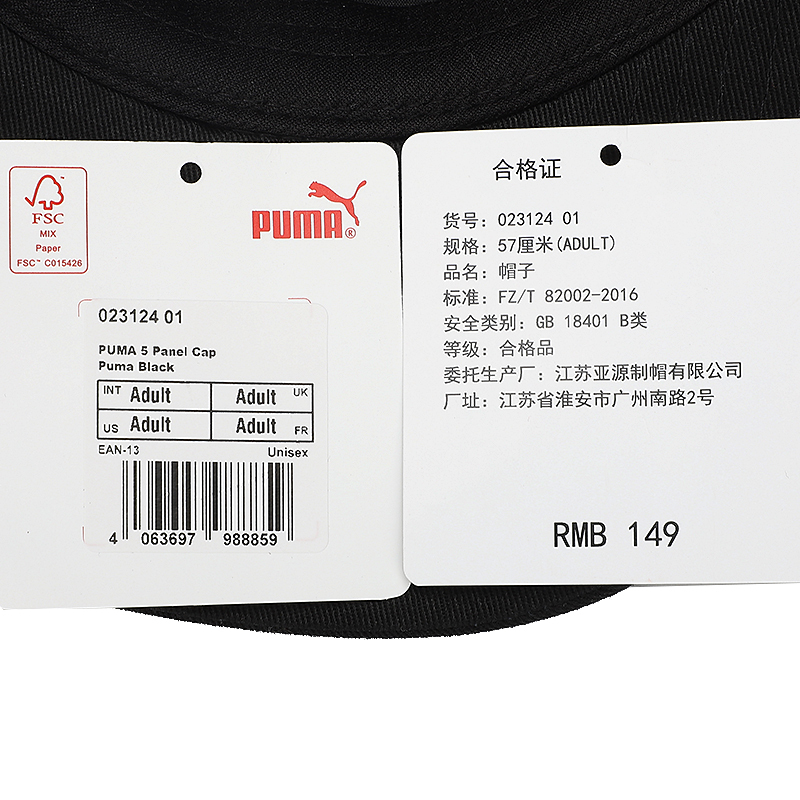 FSC
MIX
Paper
FSC™ C015426
PUMA®
023124 01
PUMA 5 Panel Cap
Puma Black
INT Adult Adult UK
US Adult Adult FR
EAN-13 Unisex
4 063697 988859
合格证
货号: 023124 01
规格: 57厘米(ADULT)
品名: 帽子
标准: FZ/T 82002-2016
安全类别: GB 18401 B类
等级: 合格品
委托生产厂: 江苏亚源制帽有限公司
厂址: 江苏省淮安市广州南路2号
RMB 149